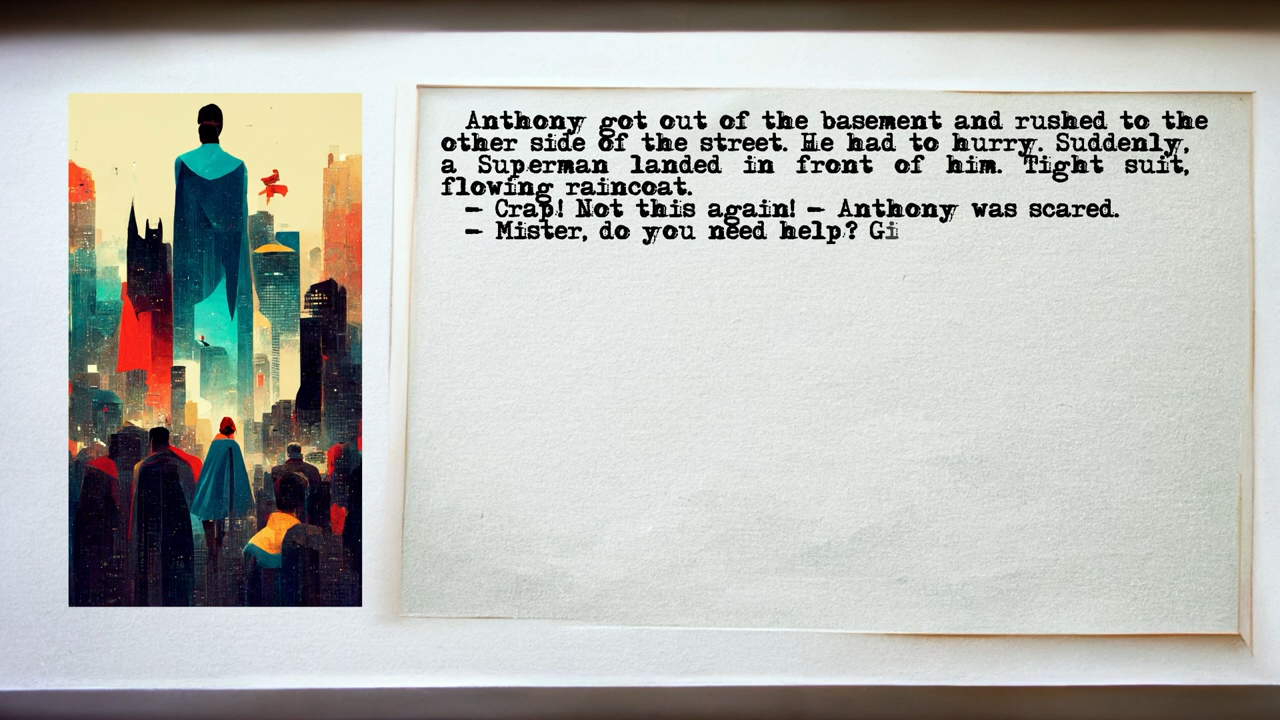 Anthony got out of the basement and rushed to the
other side of the street. He had to hurry. Suddenly,
a Superman landed in front of him. Tight suit,
flowing raincoat.
– Crap! Not this again! – Anthony was scared.
– Mister, do you need help? Gi